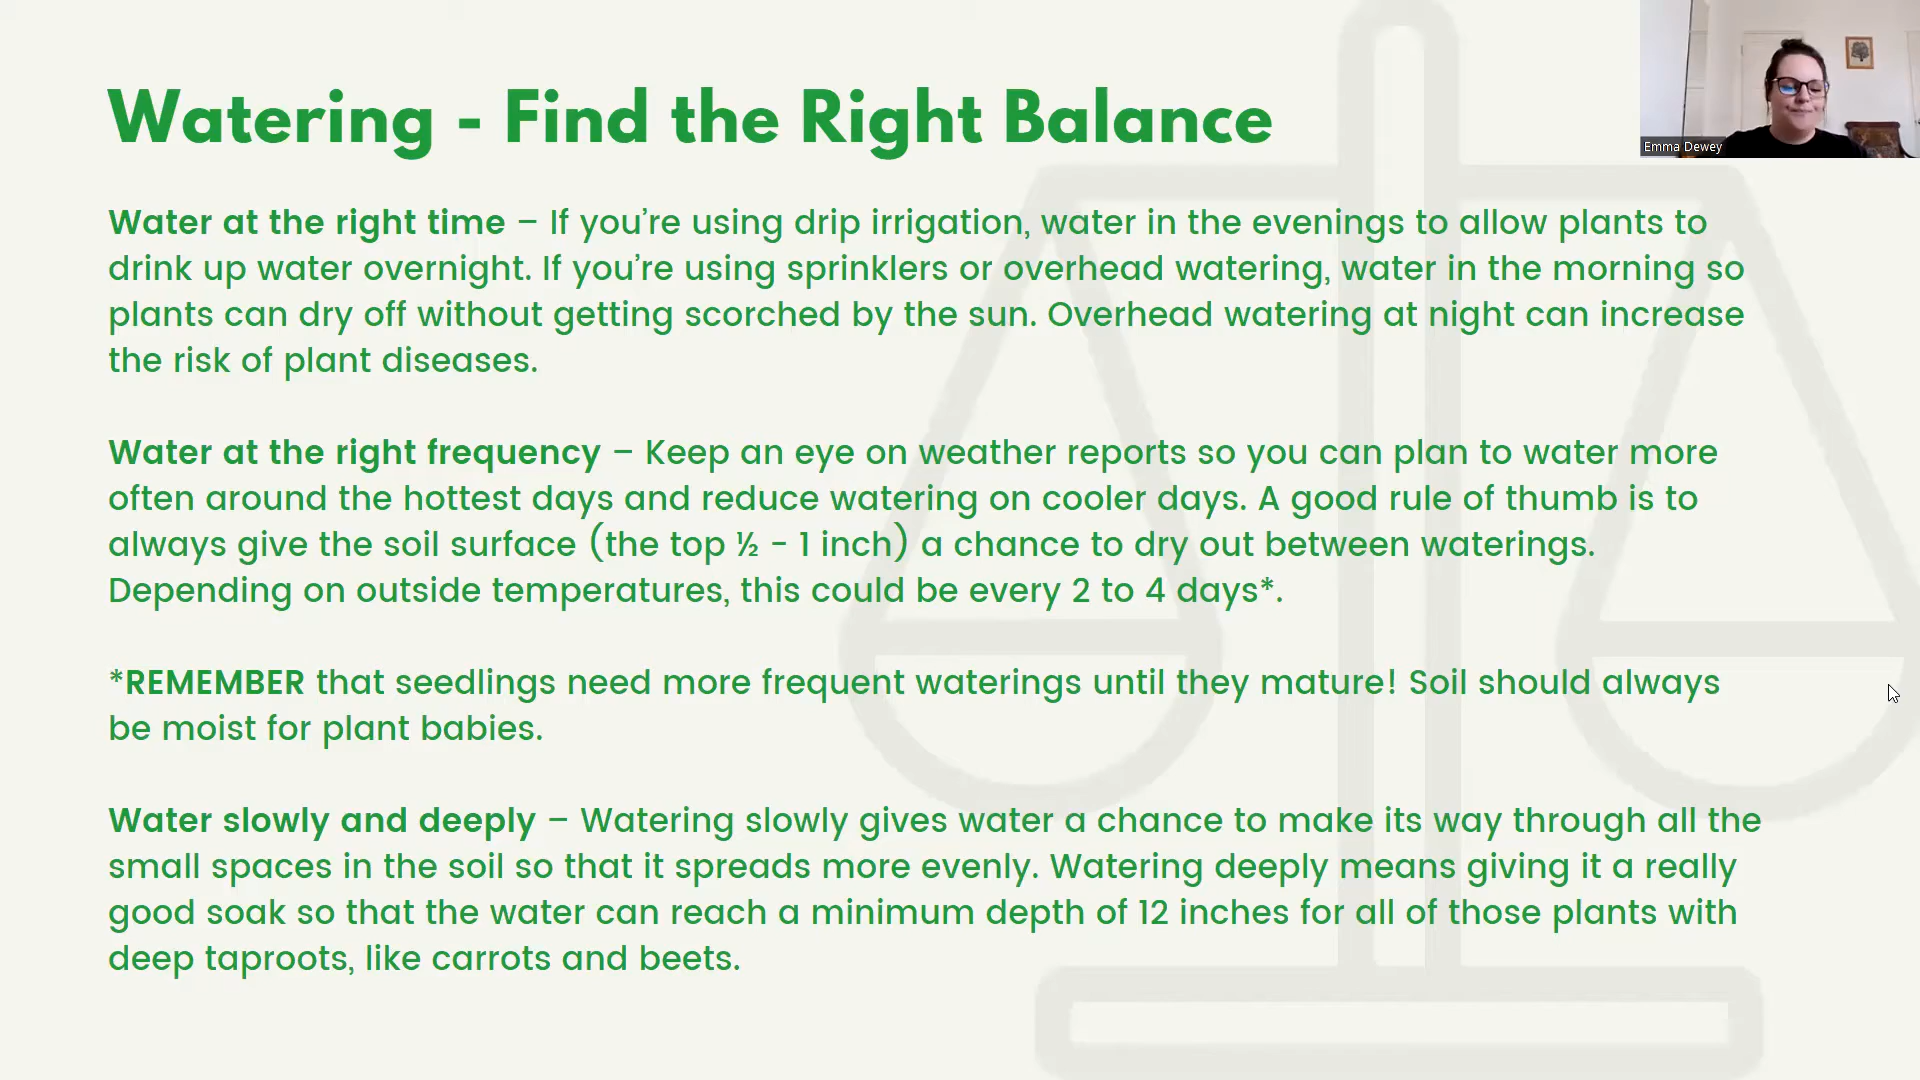 Watering - Find the Right Balance
Emma Dewey
Water at the right time – If you’re using drip irrigation, water in the evenings to allow plants to
drink up water overnight. If you’re using sprinklers or overhead watering, water in the morning so
plants can dry off without getting scorched by the sun. Overhead watering at night can increase
the risk of plant diseases.
Water at the right frequency – Keep an eye on weather reports so you can plan to water more
often around the hottest days and reduce watering on cooler days. A good rule of thumb is to
always give the soil surface (the top ½ - 1 inch) a chance to dry out between waterings.
Depending on outside temperatures, this could be every 2 to 4 days*.
*REMEMBER that seedlings need more frequent waterings until they mature! Soil should always
be moist for plant babies.
Water slowly and deeply – Watering slowly gives water a chance to make its way through all the
small spaces in the soil so that it spreads more evenly. Watering deeply means giving it a really
good soak so that the water can reach a minimum depth of 12 inches for all of those plants with
deep taproots, like carrots and beets.